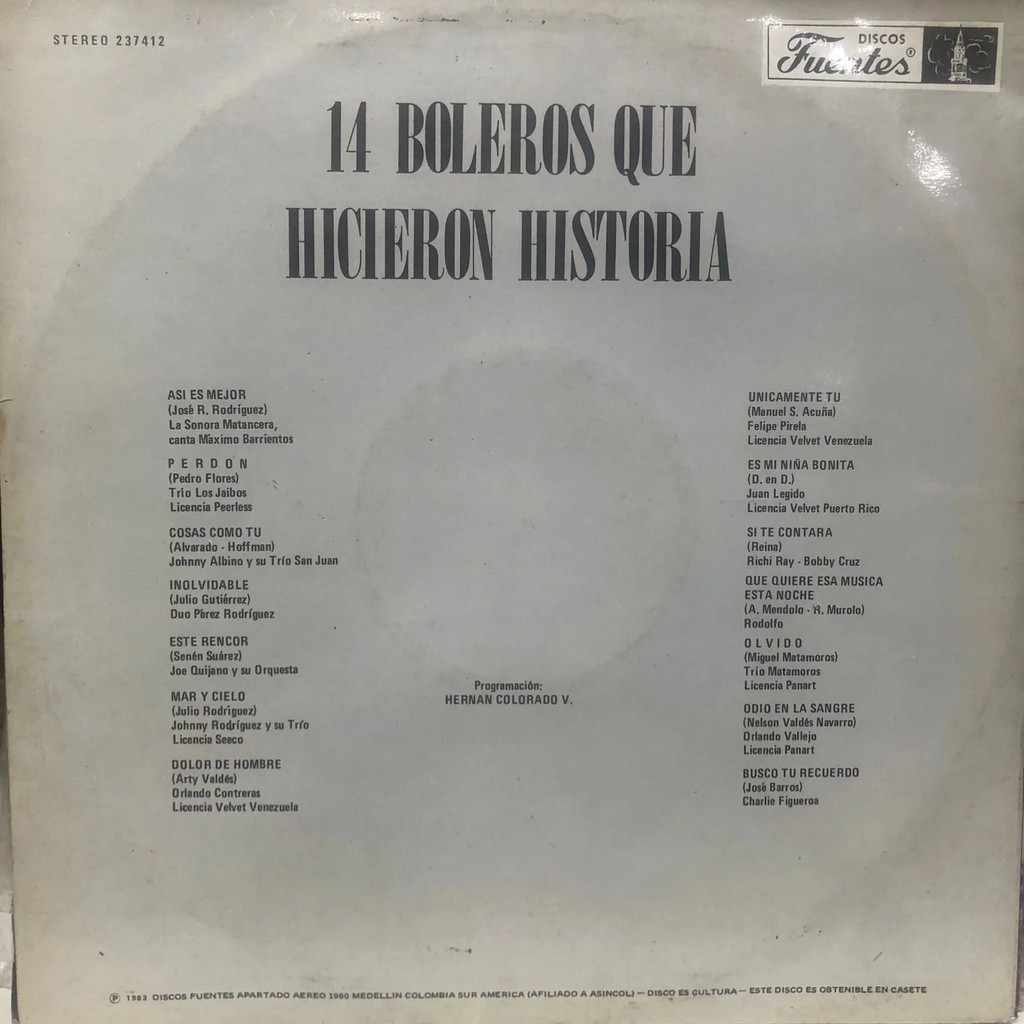 STEREO 237412
DISCOS
Fuentes®
14 BOLEROS QUE
HICIERON HISTORIA
ASI ES MEJOR
(José R. Rodríguez)
La Sonora Matancera,
canta Máximo Barrientos
P E R D O N
(Pedro Flores)
Trío Los Jaibos
Licencia Peerless
COSAS COMO TU
(Alvarado - Hoffman)
Johnny Albino y su Trío San Juan
INOLVIDABLE
(Julio Gutiérrez)
Duo Pérez Rodríguez
ESTE RENCOR
(Senén Suárez)
Joe Quijano y su Orquesta
MAR Y CIELO
(Julio Rodríguez)
Johnny Rodríguez y su Trío
Licencia Seeco
DOLOR DE HOMBRE
(Arty Valdés)
Orlando Contreras
Licencia Velvet Venezuela
Programación:
HERNAN COLORADO V.
UNICAMENTE TU
(Manuel S. Acuña)
Felipe Pirela
Licencia Velvet Venezuela
ES MI NIÑA BONITA
(D. en D.)
Juan Legido
Licencia Velvet Puerto Rico
SI TE CONTARA
(Reina)
Richi Ray - Bobby Cruz
QUE QUIERE ESA MUSICA
ESTA NOCHE
(A. Mendolo - R. Murolo)
Rodolfo
O L V I D O
(Miguel Matamoros)
Trío Matamoros
Licencia Panart
ODIO EN LA SANGRE
(Nelson Valdés Navarro)
Orlando Vallejo
Licencia Panart
BUSCO TU RECUERDO
(José Barros)
Charlie Figueroa
℗ 1983 DISCOS FUENTES APARTADO AEREO 1960 MEDELLIN COLOMBIA SUR AMERICA (AFILIADO A ASINCOL) — DISCO ES CULTURA — ESTE DISCO ES OBTENIBLE EN CASETE